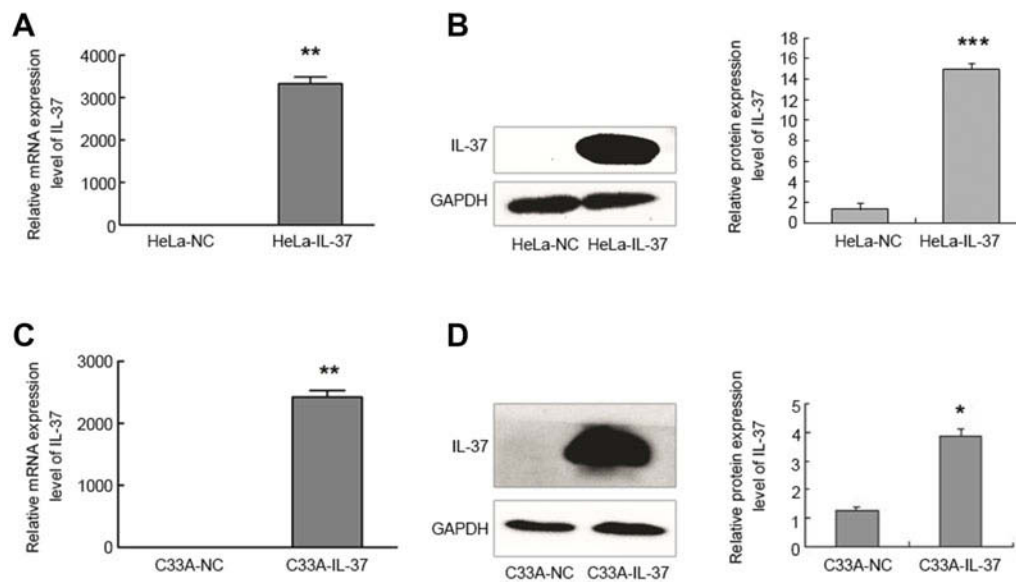 A
Relative mRNA expression
level of IL-37
4000
3000
2000
1000
0
**
HeLa-NC
HeLa-IL-37
B
IL-37
GAPDH
HeLa-NC HeLa-IL-37
Relative protein expression
level of IL-37
18
16
14
12
10
8
6
4
2
0
***
HeLa-NC
HeLa-IL-37
C
Relative mRNA expression
level of IL-37
3000
2000
1000
0
**
C33A-NC
C33A-IL-37
D
IL-37
GAPDH
C33A-NC C33A-IL-37
Relative protein expression
level of IL-37
5
4
3
2
1
0
*
C33A-NC
C33A-IL-37